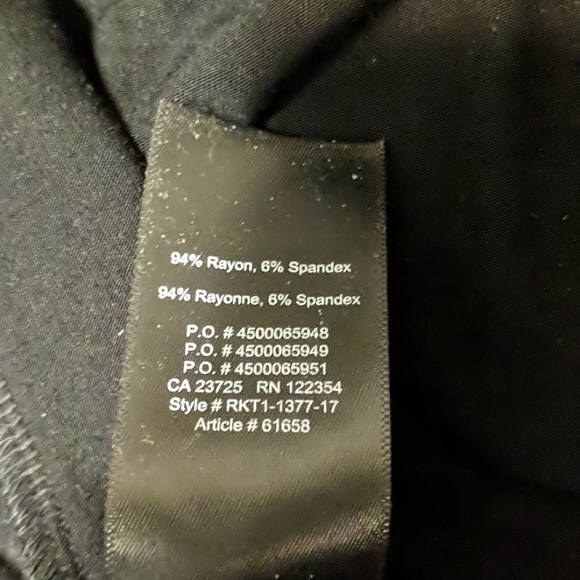 94% Rayon, 6% Spandex
94% Rayonne, 6% Spandex
P.O. # 4500065948
P.O. # 4500065949
P.O. # 4500065951
CA 23725 RN 122354
Style # RKT1-1377-17
Article # 61658